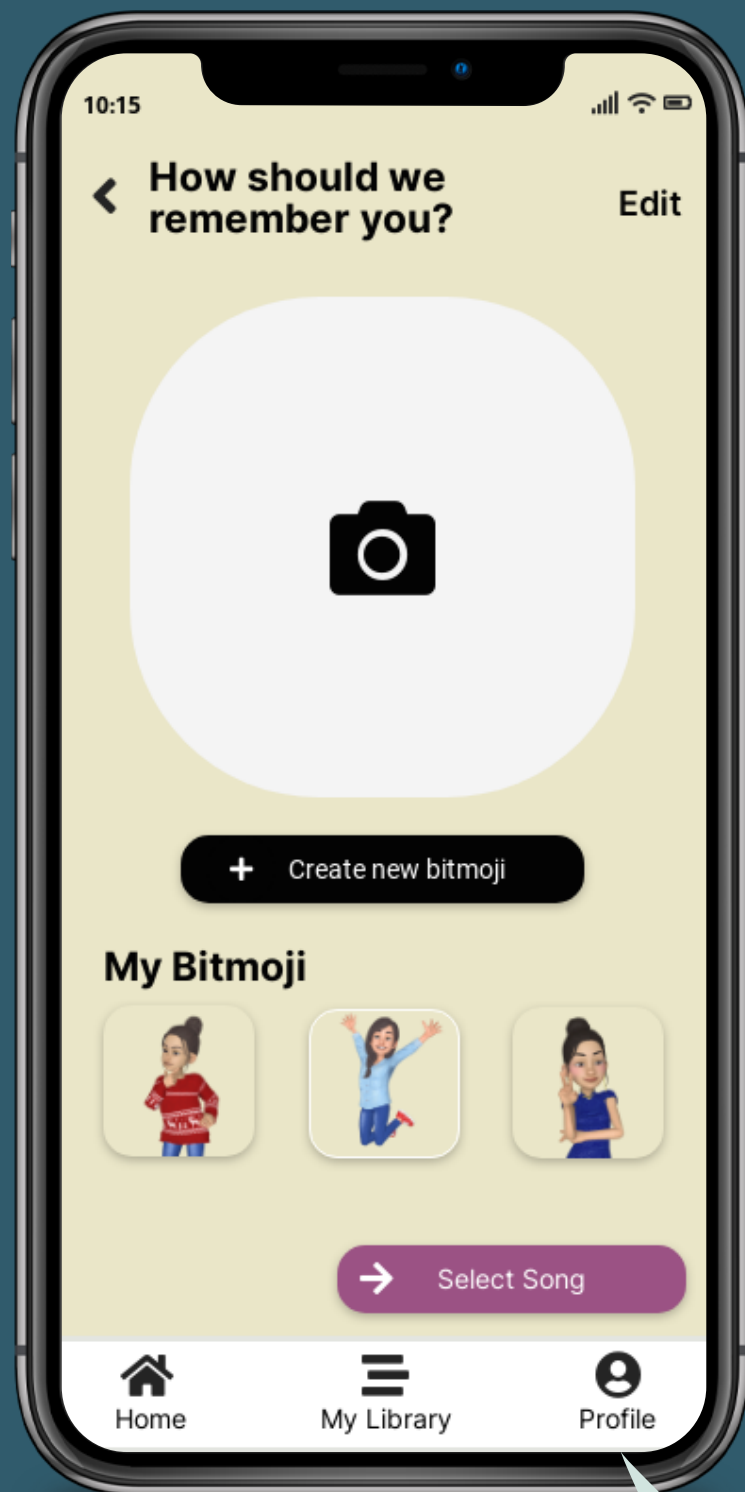 10:15
How should we
remember you?
Edit
Create new bitmoji
My Bitmoji
Select Song
Home
My Library
Profile